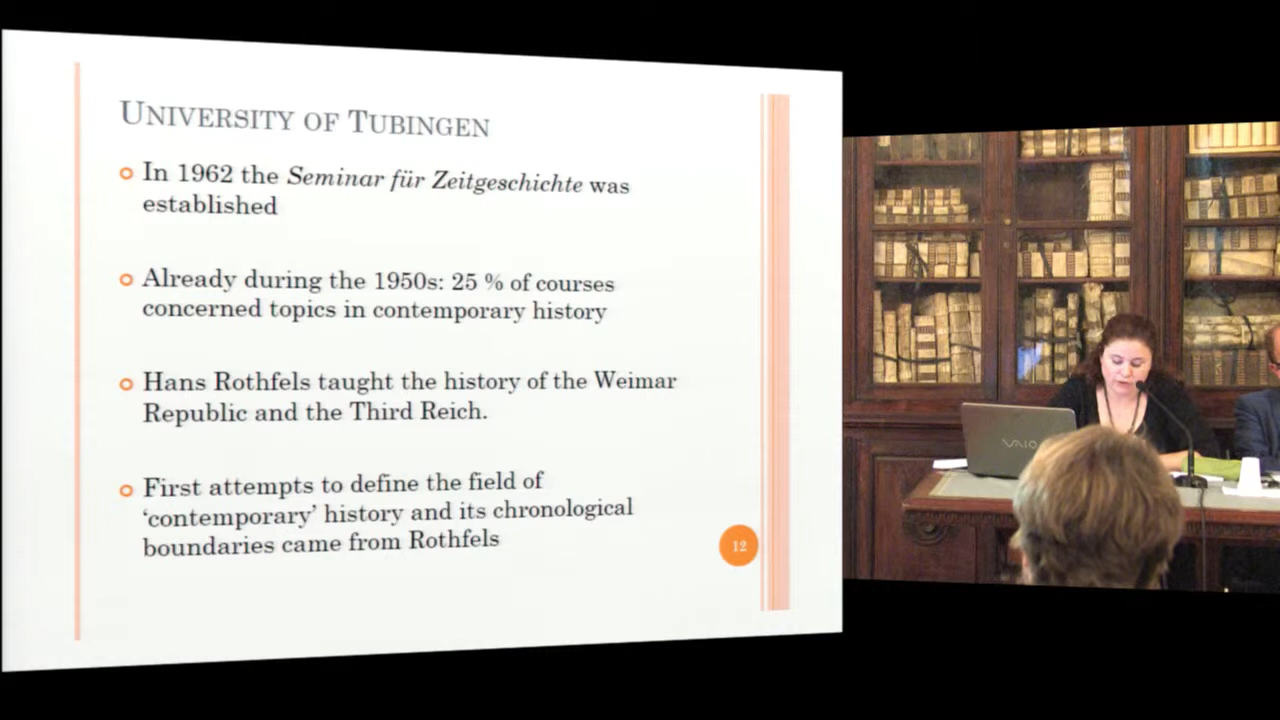 UNIVERSITY OF TUBINGEN
In 1962 the Seminar für Zeitgeschichte was
established
Already during the 1950s: 25 % of courses
concerned topics in contemporary history
Hans Rothfels taught the history of the Weimar
Republic and the Third Reich.
First attempts to define the field of
‘contemporary’ history and its chronological
boundaries came from Rothfels
12
VAIO